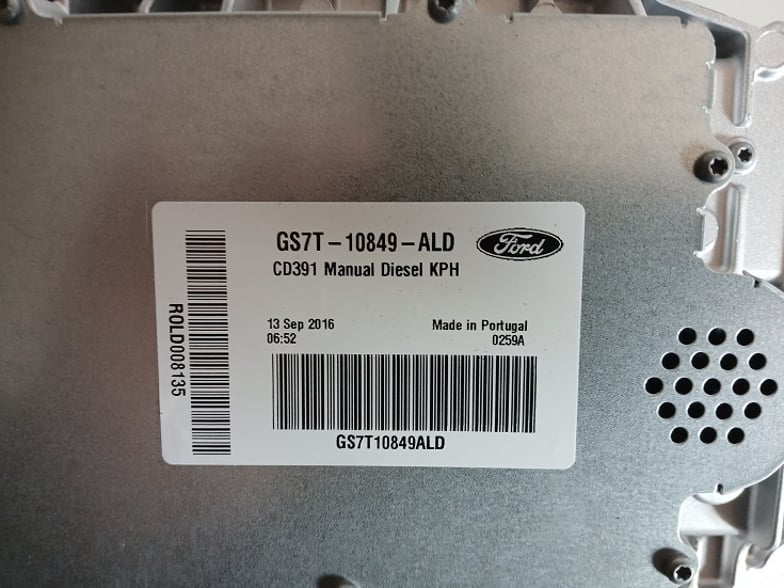 GS7T-10849-ALD
Ford
CD391 Manual Diesel KPH
13 Sep 2016
Made in Portugal
06:52
0259A
GS7T10849ALD
ROLD008135